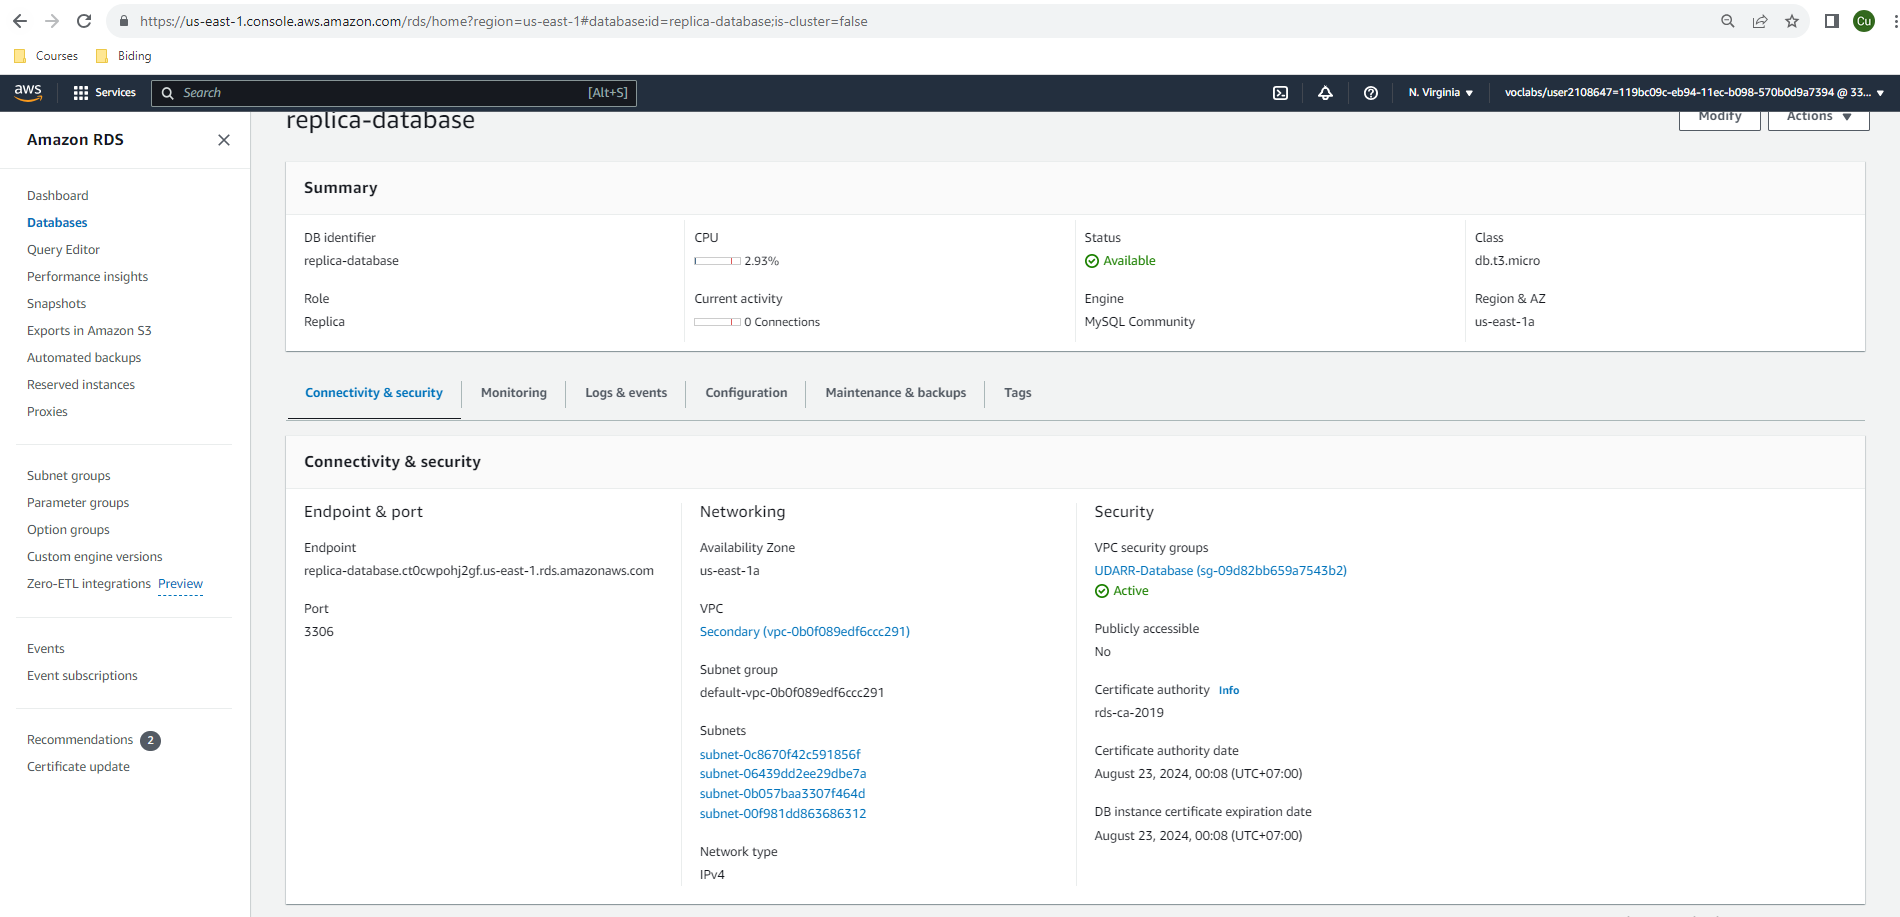 https://us-east-1.console.aws.amazon.com/rds/home?region=us-east-1#database:id=replica-database;is-cluster=false
Cu
Courses
Biding
aws
Services
Search
[Alt+S]
N. Virginia
voclabs/user2108647=119bc09c-eb94-11ec-b098-570b0d9a7394 @ 33...
Amazon RDS
Dashboard
Databases
Query Editor
Performance insights
Snapshots
Exports in Amazon S3
Automated backups
Reserved instances
Proxies
Subnet groups
Parameter groups
Option groups
Custom engine versions
Zero-ETL integrations Preview
Events
Event subscriptions
Recommendations 2
Certificate update
replica-database
Modify
Actions
Summary
DB identifier
replica-database
Role
Replica
CPU
2.93%
Current activity
0 Connections
Status
Available
Engine
MySQL Community
Class
db.t3.micro
Region & AZ
us-east-1a
Connectivity & security
Monitoring
Logs & events
Configuration
Maintenance & backups
Tags
Connectivity & security
Endpoint & port
Endpoint
replica-database.ct0cwpohj2gf.us-east-1.rds.amazonaws.com
Port
3306
Networking
Availability Zone
us-east-1a
VPC
Secondary (vpc-0b0f089edf6ccc291)
Subnet group
default-vpc-0b0f089edf6ccc291
Subnets
subnet-0c8670f42c591856f
subnet-06439dd2ee29dbe7a
subnet-0b057baa3307f464d
subnet-00f981dd863686312
Network type
IPv4
Security
VPC security groups
UDARR-Database (sg-09d82bb659a7543b2)
Active
Publicly accessible
No
Certificate authority Info
rds-ca-2019
Certificate authority date
August 23, 2024, 00:08 (UTC+07:00)
DB instance certificate expiration date
August 23, 2024, 00:08 (UTC+07:00)